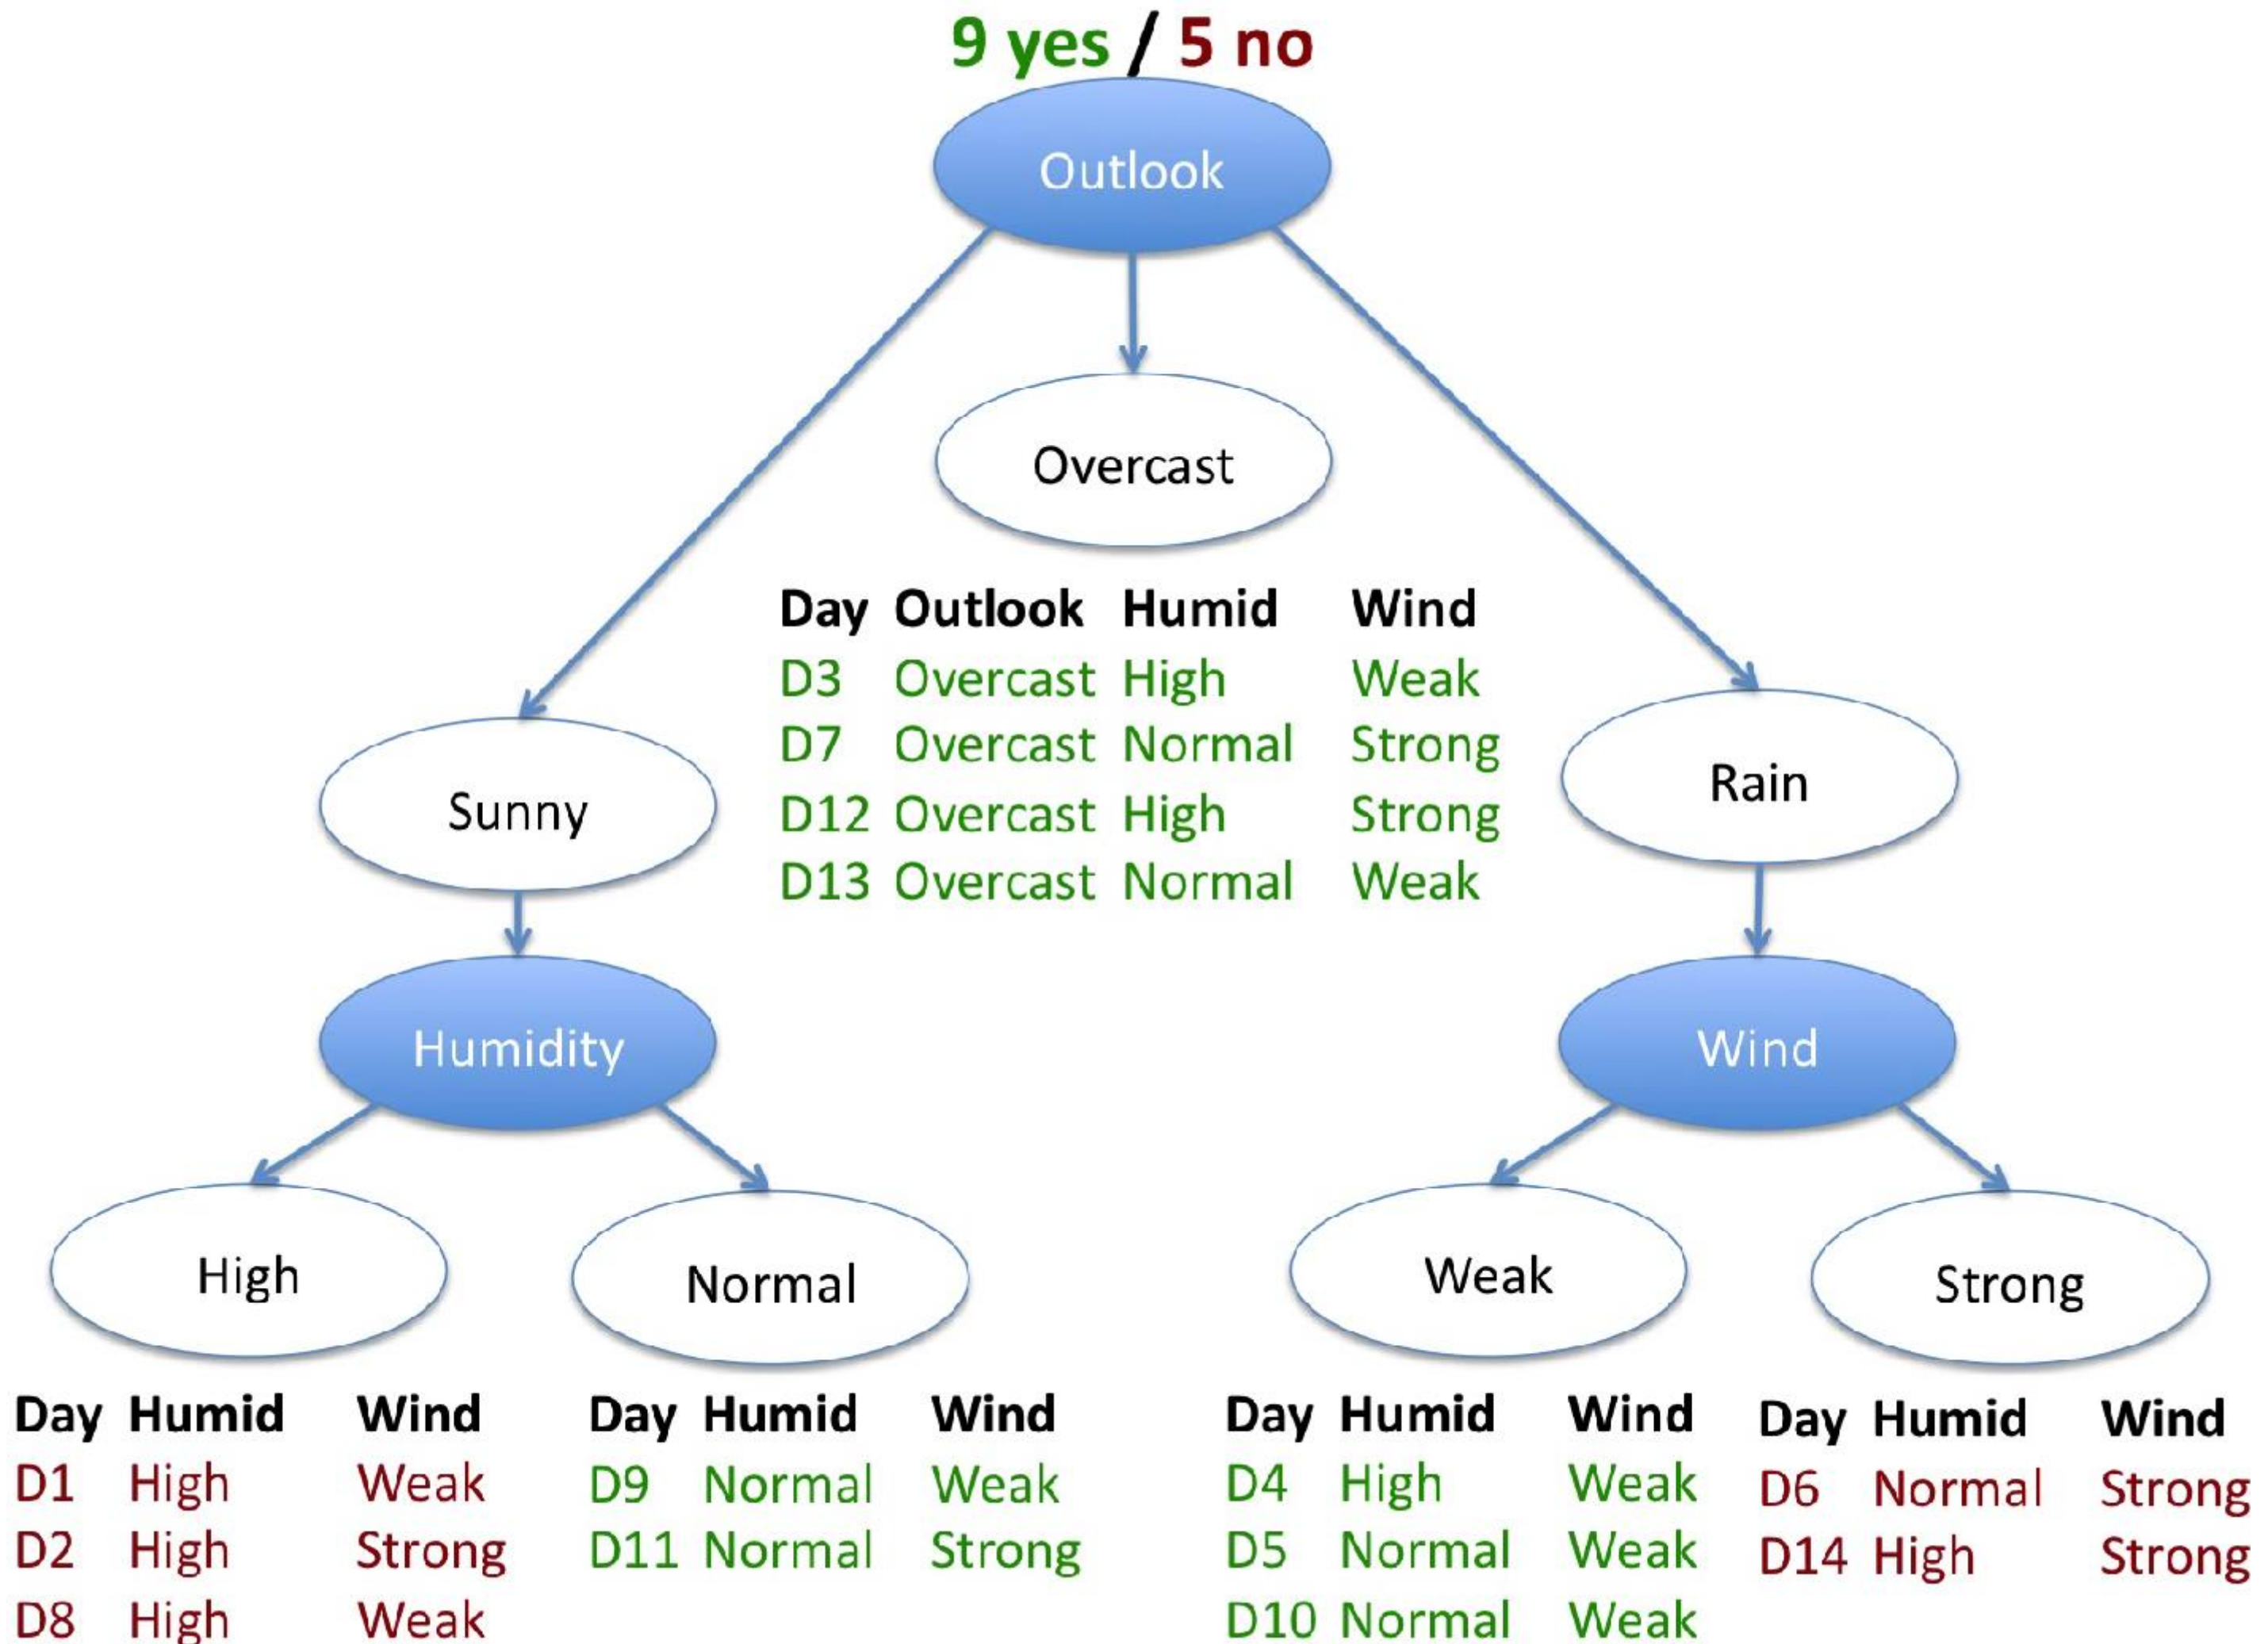 9 yes / 5 no
Outlook
Overcast
Day Outlook Humid Wind
D3 Overcast High Weak
D7 Overcast Normal Strong
D12 Overcast High Strong
D13 Overcast Normal Weak
Sunny
Rain
Humidity
Wind
High
Normal
Weak
Strong
Day Humid Wind
D1 High Weak
D2 High Strong
D8 High Weak
Day Humid Wind
D9 Normal Weak
D11 Normal Strong
Day Humid Wind
D4 High Weak
D5 Normal Weak
D10 Normal Weak
Day Humid Wind
D6 Normal Strong
D14 High Strong